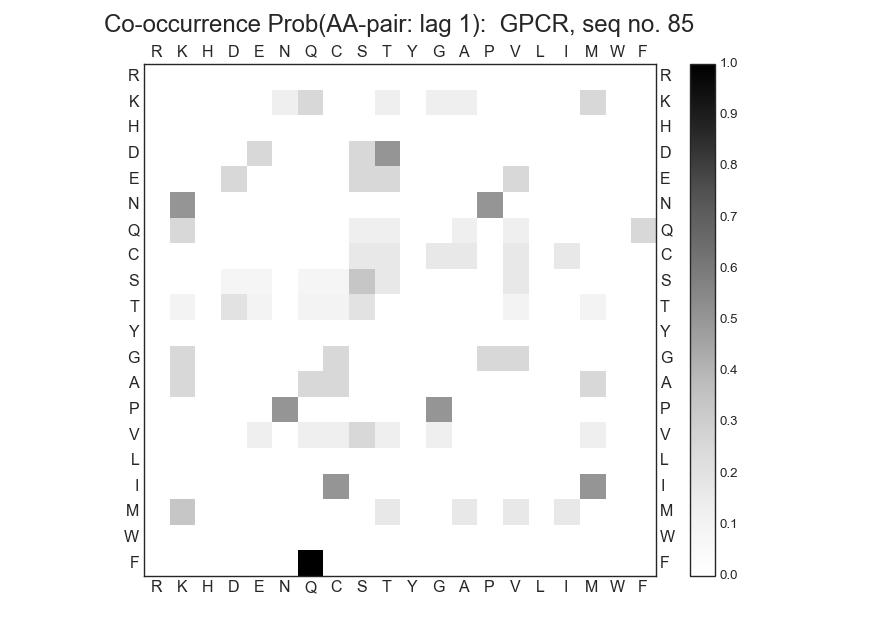 Co-occurrence Prob(AA-pair: lag 1):  GPCR, seq no. 85
R K H D E N Q C S T Y G A P V L I M W F
R R
K K
H H
D D
E E
N N
Q Q
C C
S S
T T
Y Y
G G
A A
P P
V V
L L
I I
M M
W W
F F
R K H D E N Q C S T Y G A P V L I M W F
1.0
0.9
0.8
0.7
0.6
0.5
0.4
0.3
0.2
0.1
0.0